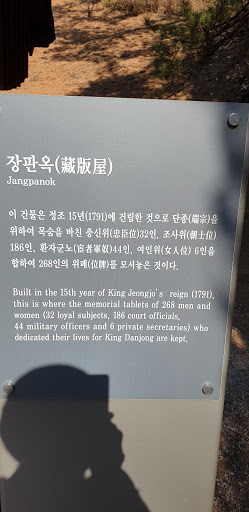 장판옥(藏版屋)
Jangpanok
이 건물은 정조 15년(1791)에 건립한 것으로 단종(端宗)을
위하여 목숨을 바친 충신위(忠臣位)32인, 조사위(朝士位)
186인, 환자군노(宦者軍奴)44인, 여인위(女人位) 6인을
합하여 268인의 위패(位牌)를 모셔놓은 것이다.
Built in the 15th year of King Jeongjo's reign (1791),
this is where the memorial tablets of 268 men and
women (32 loyal subjects, 186 court officials,
44 military officers and 6 private secretaries) who
dedicated their lives for King Danjong are kept.